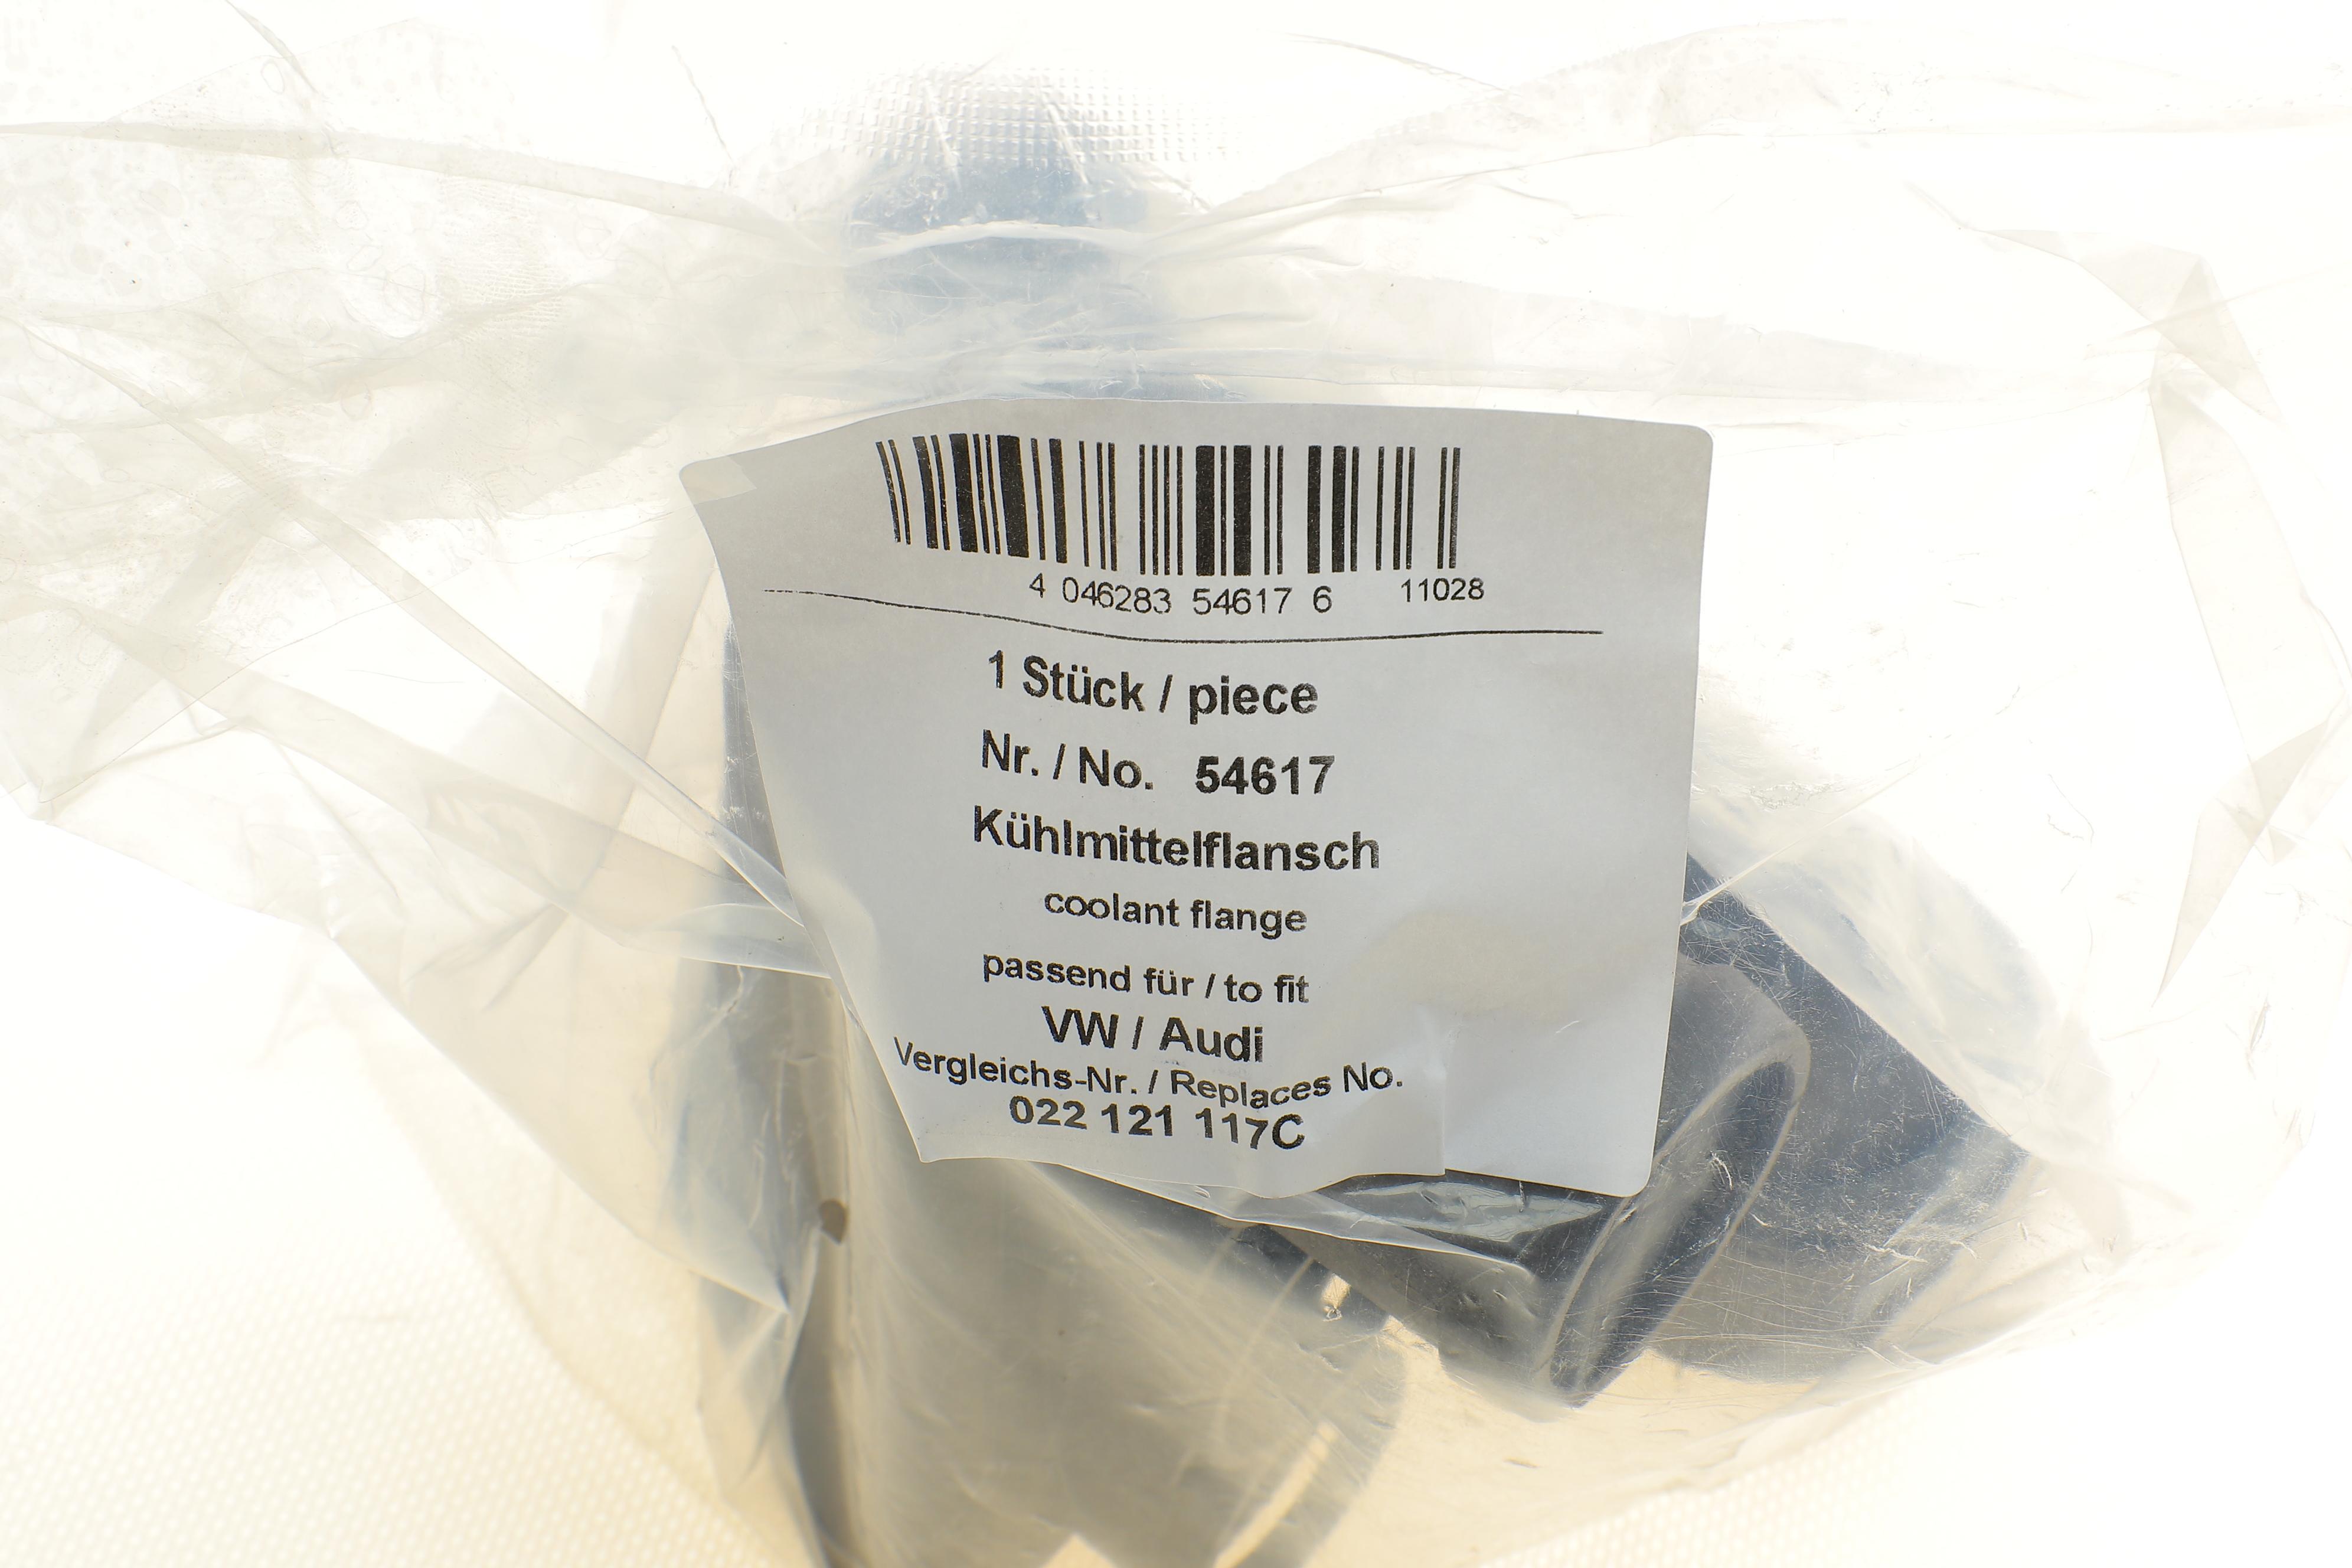 4 046283 54617 6 11028
1 Stück / piece
Nr. / No. 54617
Kühlmittelflansch
coolant flange
passend für / to fit
VW / Audi
Vergleichs-Nr. / Replaces No.
022 121 117C